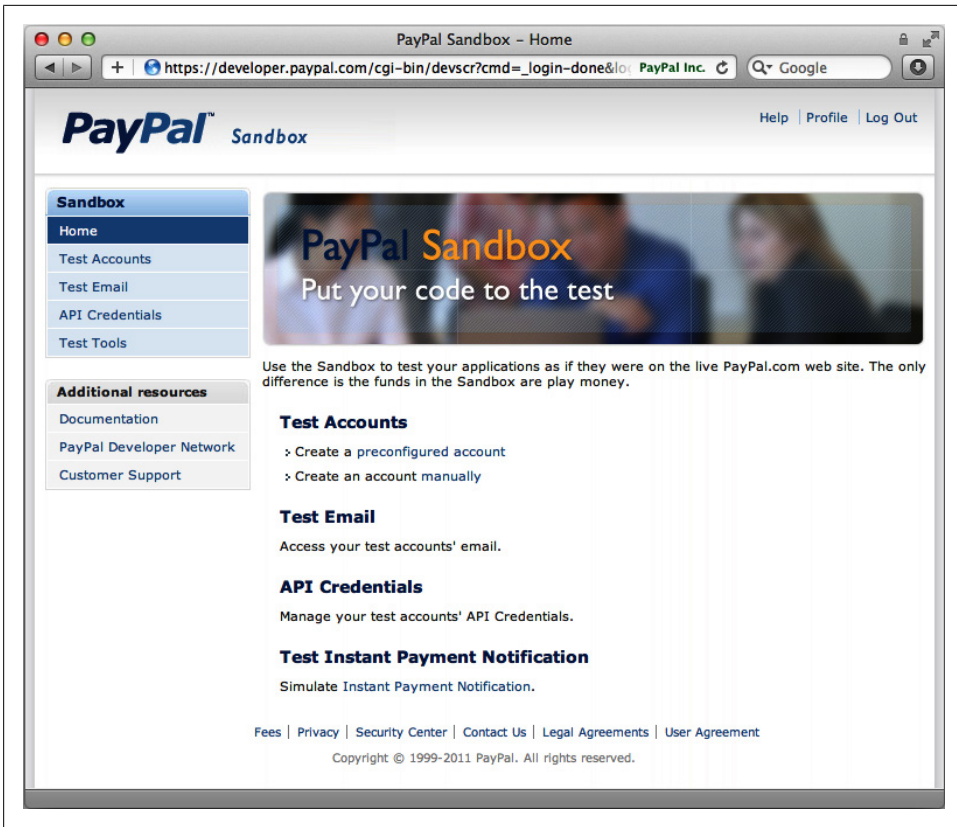 PayPal Sandbox – Home
https://developer.paypal.com/cgi-bin/devscr?cmd=_login-done&lo PayPal Inc. Google
PayPal™ Sandbox
Help | Profile | Log Out
Sandbox
Home
Test Accounts
Test Email
API Credentials
Test Tools
Additional resources
Documentation
PayPal Developer Network
Customer Support
PayPal Sandbox
Put your code to the test
Use the Sandbox to test your applications as if they were on the live PayPal.com web site. The only
difference is the funds in the Sandbox are play money.
Test Accounts
Create a preconfigured account
Create an account manually
Test Email
Access your test accounts' email.
API Credentials
Manage your test accounts' API Credentials.
Test Instant Payment Notification
Simulate Instant Payment Notification.
Fees | Privacy | Security Center | Contact Us | Legal Agreements | User Agreement
Copyright © 1999-2011 PayPal. All rights reserved.